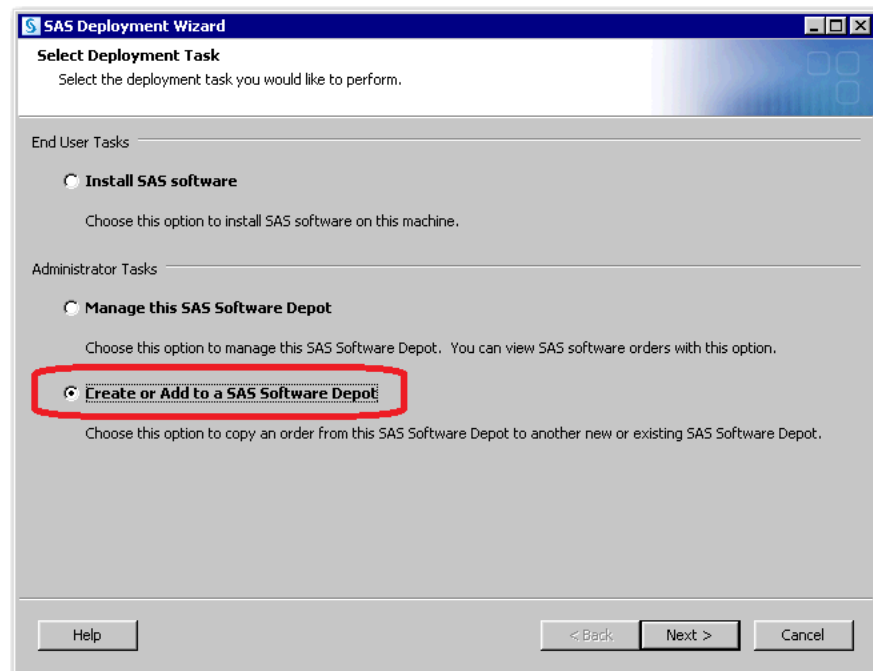 SAS Deployment Wizard
Select Deployment Task
Select the deployment task you would like to perform.
End User Tasks
Install SAS software
Choose this option to install SAS software on this machine.
Administrator Tasks
Manage this SAS Software Depot
Choose this option to manage this SAS Software Depot. You can view SAS software orders with this option.
Create or Add to a SAS Software Depot
Choose this option to copy an order from this SAS Software Depot to another new or existing SAS Software Depot.
Help < Back Next > Cancel